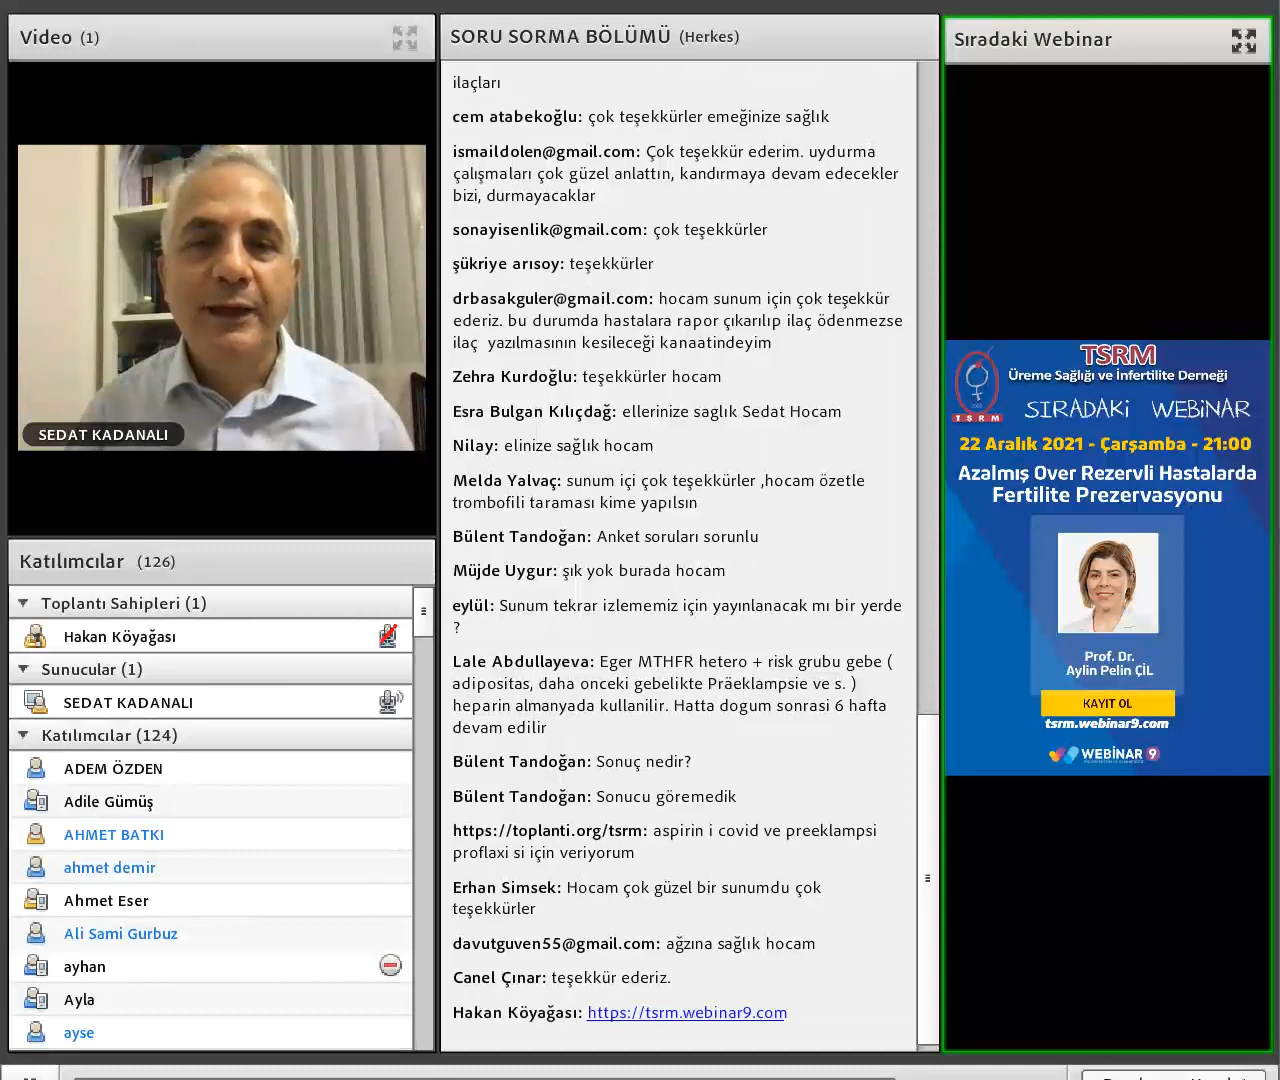 Video (1)
SEDAT KADANALI
Katılımcılar (126)
Toplantı Sahipleri (1)
Hakan Köyağası
Sunucular (1)
SEDAT KADANALI
Katılımcılar (124)
ADEM ÖZDEN
Adile Gümüş
AHMET BATKI
ahmet demir
Ahmet Eser
Ali Sami Gurbuz
ayhan
Ayla
ayse
SORU SORMA BÖLÜMÜ (Herkes)
ilaçları
cem atabekoğlu: çok teşekkürler emeğinize sağlık
ismaildolen@gmail.com: Çok teşekkür ederim. uydurma
çalışmaları çok güzel anlattın, kandırmaya devam edecekler
bizi, durmayacaklar
sonayisenlik@gmail.com: çok teşekkürler
şükriye arısoy: teşekkürler
drbasakguler@gmail.com: hocam sunum için çok teşekkür
ederiz. bu durumda hastalara rapor çıkarılıp ilaç ödenmezse
ilaç  yazılmasının kesileceği kanaatindeyim
Zehra Kurdoğlu: teşekkürler hocam
Esra Bulgan Kılıçdağ: ellerinize saglık Sedat Hocam
Nilay: elinize sağlık hocam
Melda Yalvaç: sunum içi çok teşekkürler ,hocam özetle
trombofili taraması kime yapılsın
Bülent Tandoğan: Anket soruları sorunlu
Müjde Uygur: şık yok burada hocam
eylül: Sunum tekrar izlememiz için yayınlanacak mı bir yerde
?
Lale Abdullayeva: Eger MTHFR hetero + risk grubu gebe (
adipositas, daha onceki gebelikte Präeklampsie ve s. )
heparin almanyada kullanilir. Hatta dogum sonrasi 6 hafta
devam edilir
Bülent Tandoğan: Sonuç nedir?
Bülent Tandoğan: Sonucu göremedik
https://toplanti.org/tsrm: aspirin i covid ve preeklampsi
proflaxi si için veriyorum
Erhan Simsek: Hocam çok güzel bir sunumdu çok
teşekkürler
davutguven55@gmail.com: ağzına sağlık hocam
Canel Çınar: teşekkür ederiz.
Hakan Köyağası: https://tsrm.webinar9.com
Sıradaki Webinar
TSRM
Üreme Sağlığı ve İnfertilite Derneği
TSRM
SIRADAKİ WEBİNAR
22 Aralık 2021 - Çarşamba - 21:00
Azalmış Over Rezervli Hastalarda
Fertilite Prezervasyonu
Prof. Dr.
Aylin Pelin ÇİL
KAYIT OL
tsrm.webinar9.com
WEBİNAR 9